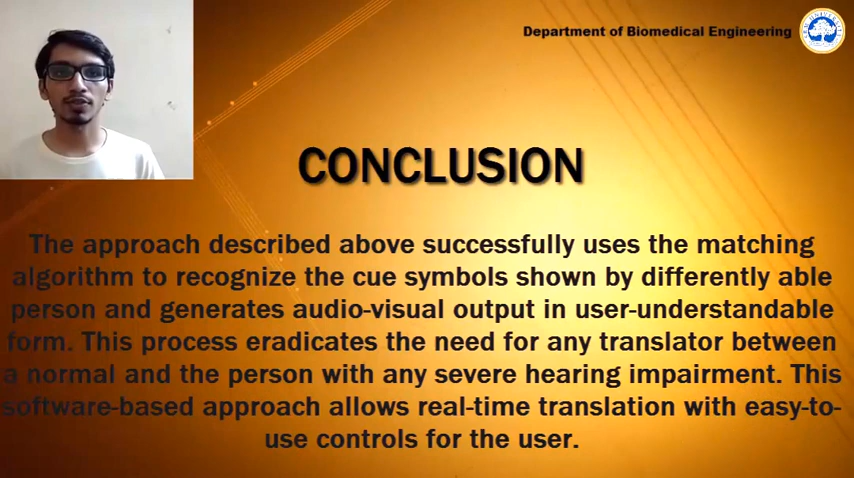 Department of Biomedical Engineering
CONCLUSION
The approach described above successfully uses the matching
algorithm to recognize the cue symbols shown by differently able
person and generates audio-visual output in user-understandable
form. This process eradicates the need for any translator between
a normal and the person with any severe hearing impairment. This
software-based approach allows real-time translation with easy-to-
use controls for the user.